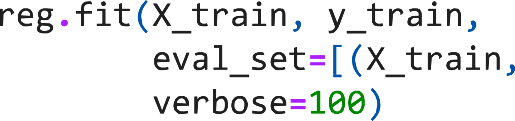 reg.fit(X_train, y_train,
eval_set=[(X_train,
verbose=100)